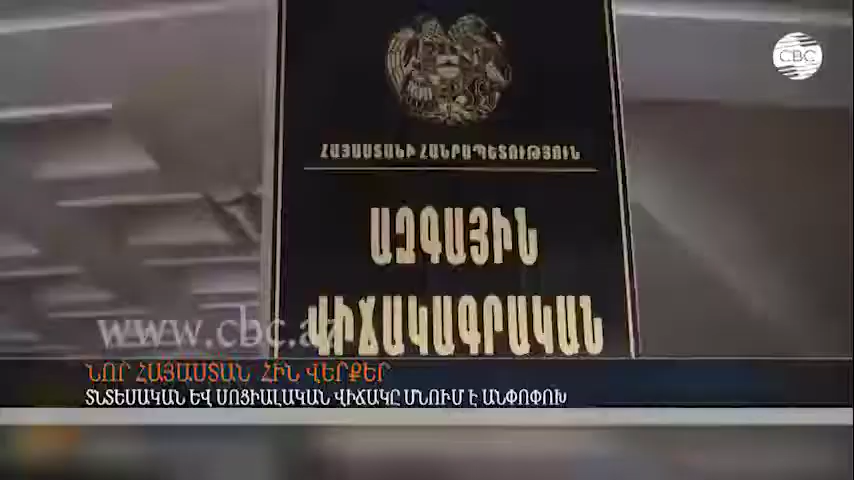 CBC
ՀԱՅԱՍՏԱՆԻ ՀԱՆՐԱՊԵՏՈՒԹՅՈՒՆ
ԱԶԳԱՅԻՆ
ՎԻՃԱԿԱԳՐԱԿԱՆ
www.cbc.az
ՆՈՐ ՀԱՅԱՍՏԱՆ ՀԻՆ ՎԵՐՔԵՐ
ՏՆՏԵՍԱԿԱՆ ԵՎ ՍՈՑԻԱԼԱԿԱՆ ՎԻՃԱԿԸ ՄՆՈՒՄ Է ԱՆՓՈՓՈԽ